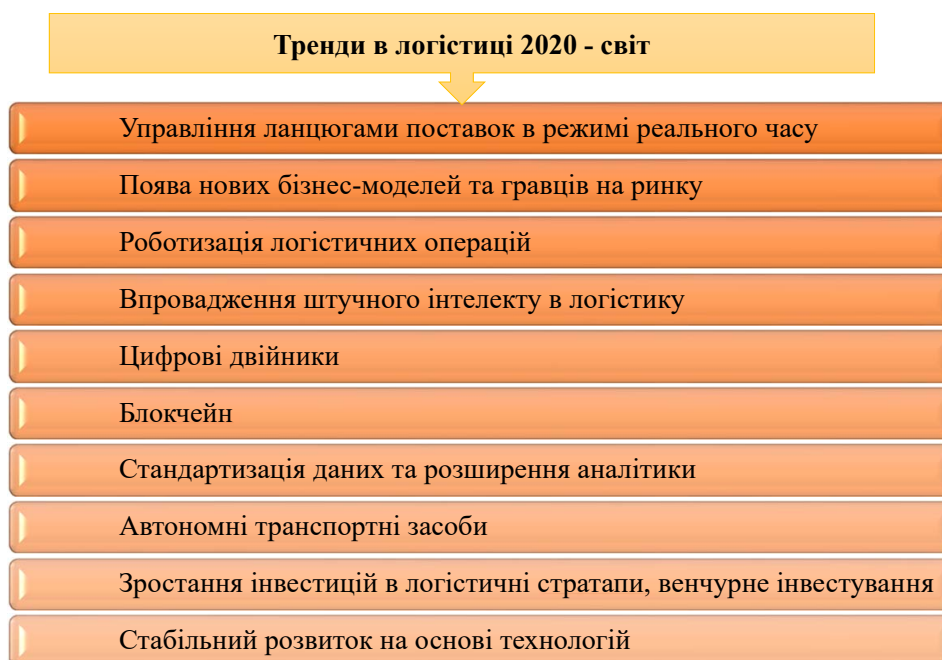 Тренди в логістиці 2020 - світ
Управління ланцюгами поставок в режимі реального часу
Поява нових бізнес-моделей та гравців на ринку
Роботизація логістичних операцій
Впровадження штучного інтелекту в логістику
Цифрові двійники
Блокчейн
Стандартизація даних та розширення аналітики
Автономні транспортні засоби
Зростання інвестицій в логістичні стратапи, венчурне інвестування
Стабільний розвиток на основі технологій